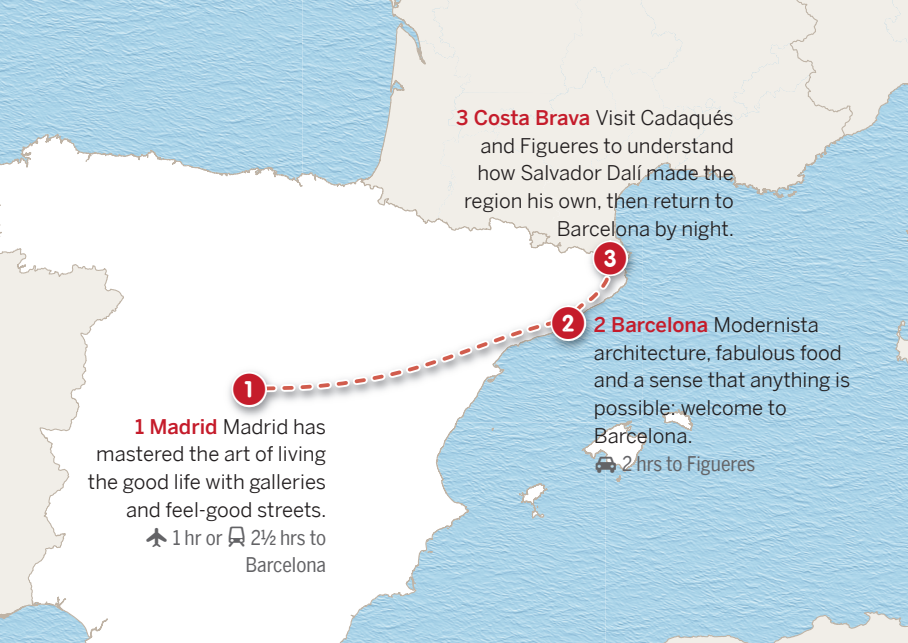 3 Costa Brava Visit Cadaqués
and Figueres to understand
how Salvador Dalí made the
region his own, then return to
Barcelona by night.
3
2
2 Barcelona Modernista
architecture, fabulous food
and a sense that anything is
possible: welcome to
Barcelona.
2 hrs to Figueres
1
1 Madrid Madrid has
mastered the art of living
the good life with galleries
and feel-good streets.
1 hr or 2½ hrs to
Barcelona